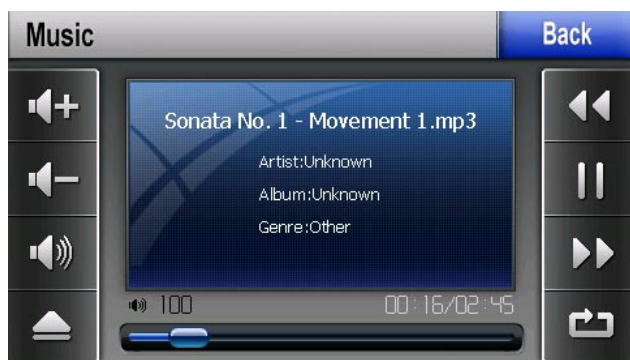 Music
Back
Sonata No. 1 - Movement 1.mp3
Artist:Unknown
Album:Unknown
Genre:Other
100
00:16/02:45